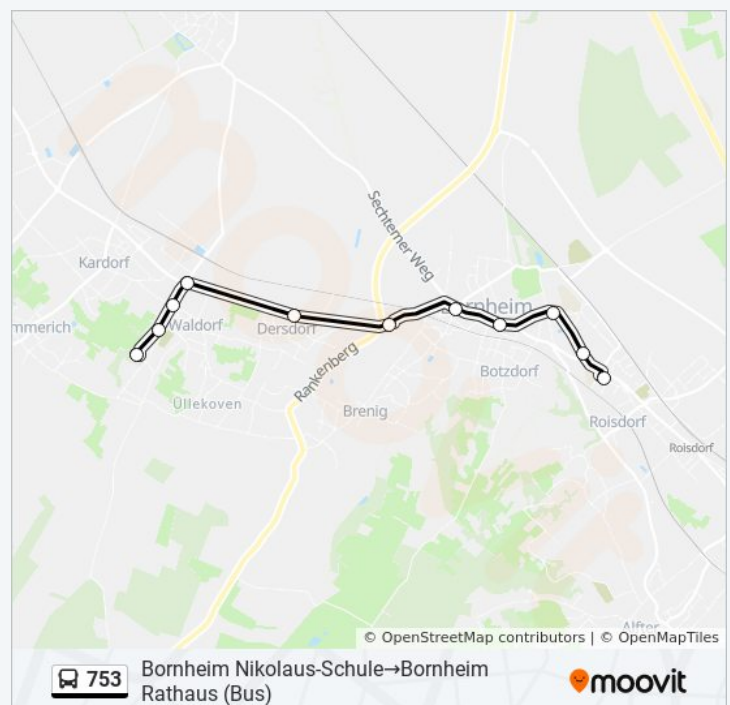 Sechtemer Weg
Kardorf
mmerich
Waldorf
Dersdorf
Bornheim
Rankenberg
Botzdorf
Üllekoven
Brenig
Roisdorf
Roisdorf
Alfter
© OpenStreetMap contributors | © OpenMapTiles
753
Bornheim Nikolaus-Schule→Bornheim
Rathaus (Bus)
moovit